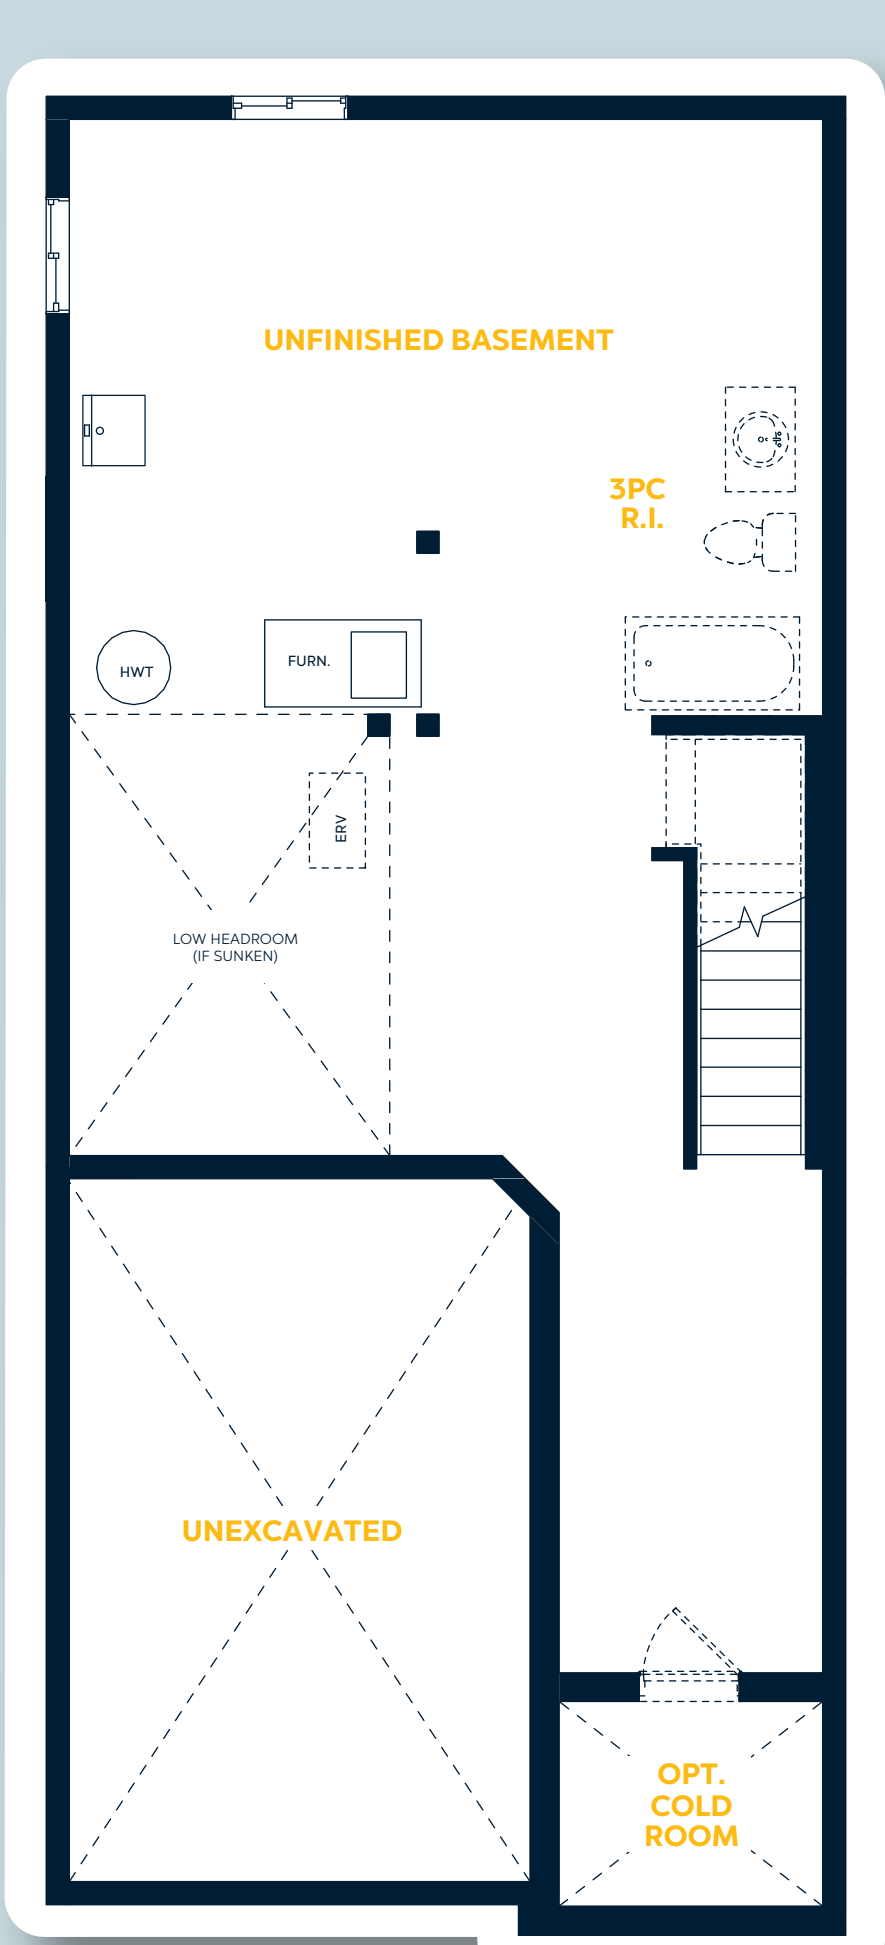 UNFINISHED BASEMENT
3PC
R.I.
HWT
FURN.
ERV
LOW HEADROOM
(IF SUNKEN)
UNEXCAVATED
OPT.
COLD
ROOM